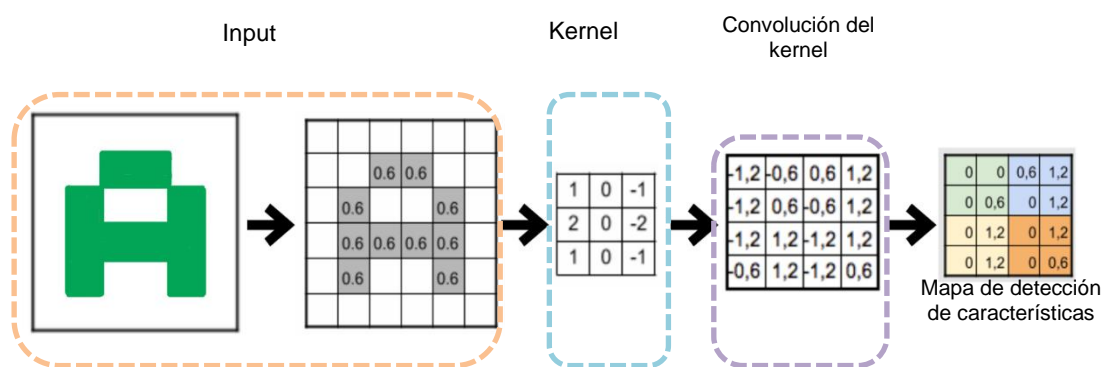 Input
Kernel
Convolución del
kernel
0.6 0.6
0.6 0.6
0.6 0.6 0.6 0.6
0.6 0.6
1 0 -1
2 0 -2
1 0 -1
-1,2 -0,6 0,6 1,2
-1,2 0,6 -0,6 1,2
-1,2 1,2 -1,2 1,2
-0,6 1,2 -1,2 0,6
0 0 0,6 1,2
0 0,6 0 1,2
0 1,2 0 1,2
0 1,2 0 0,6
Mapa de detección
de características